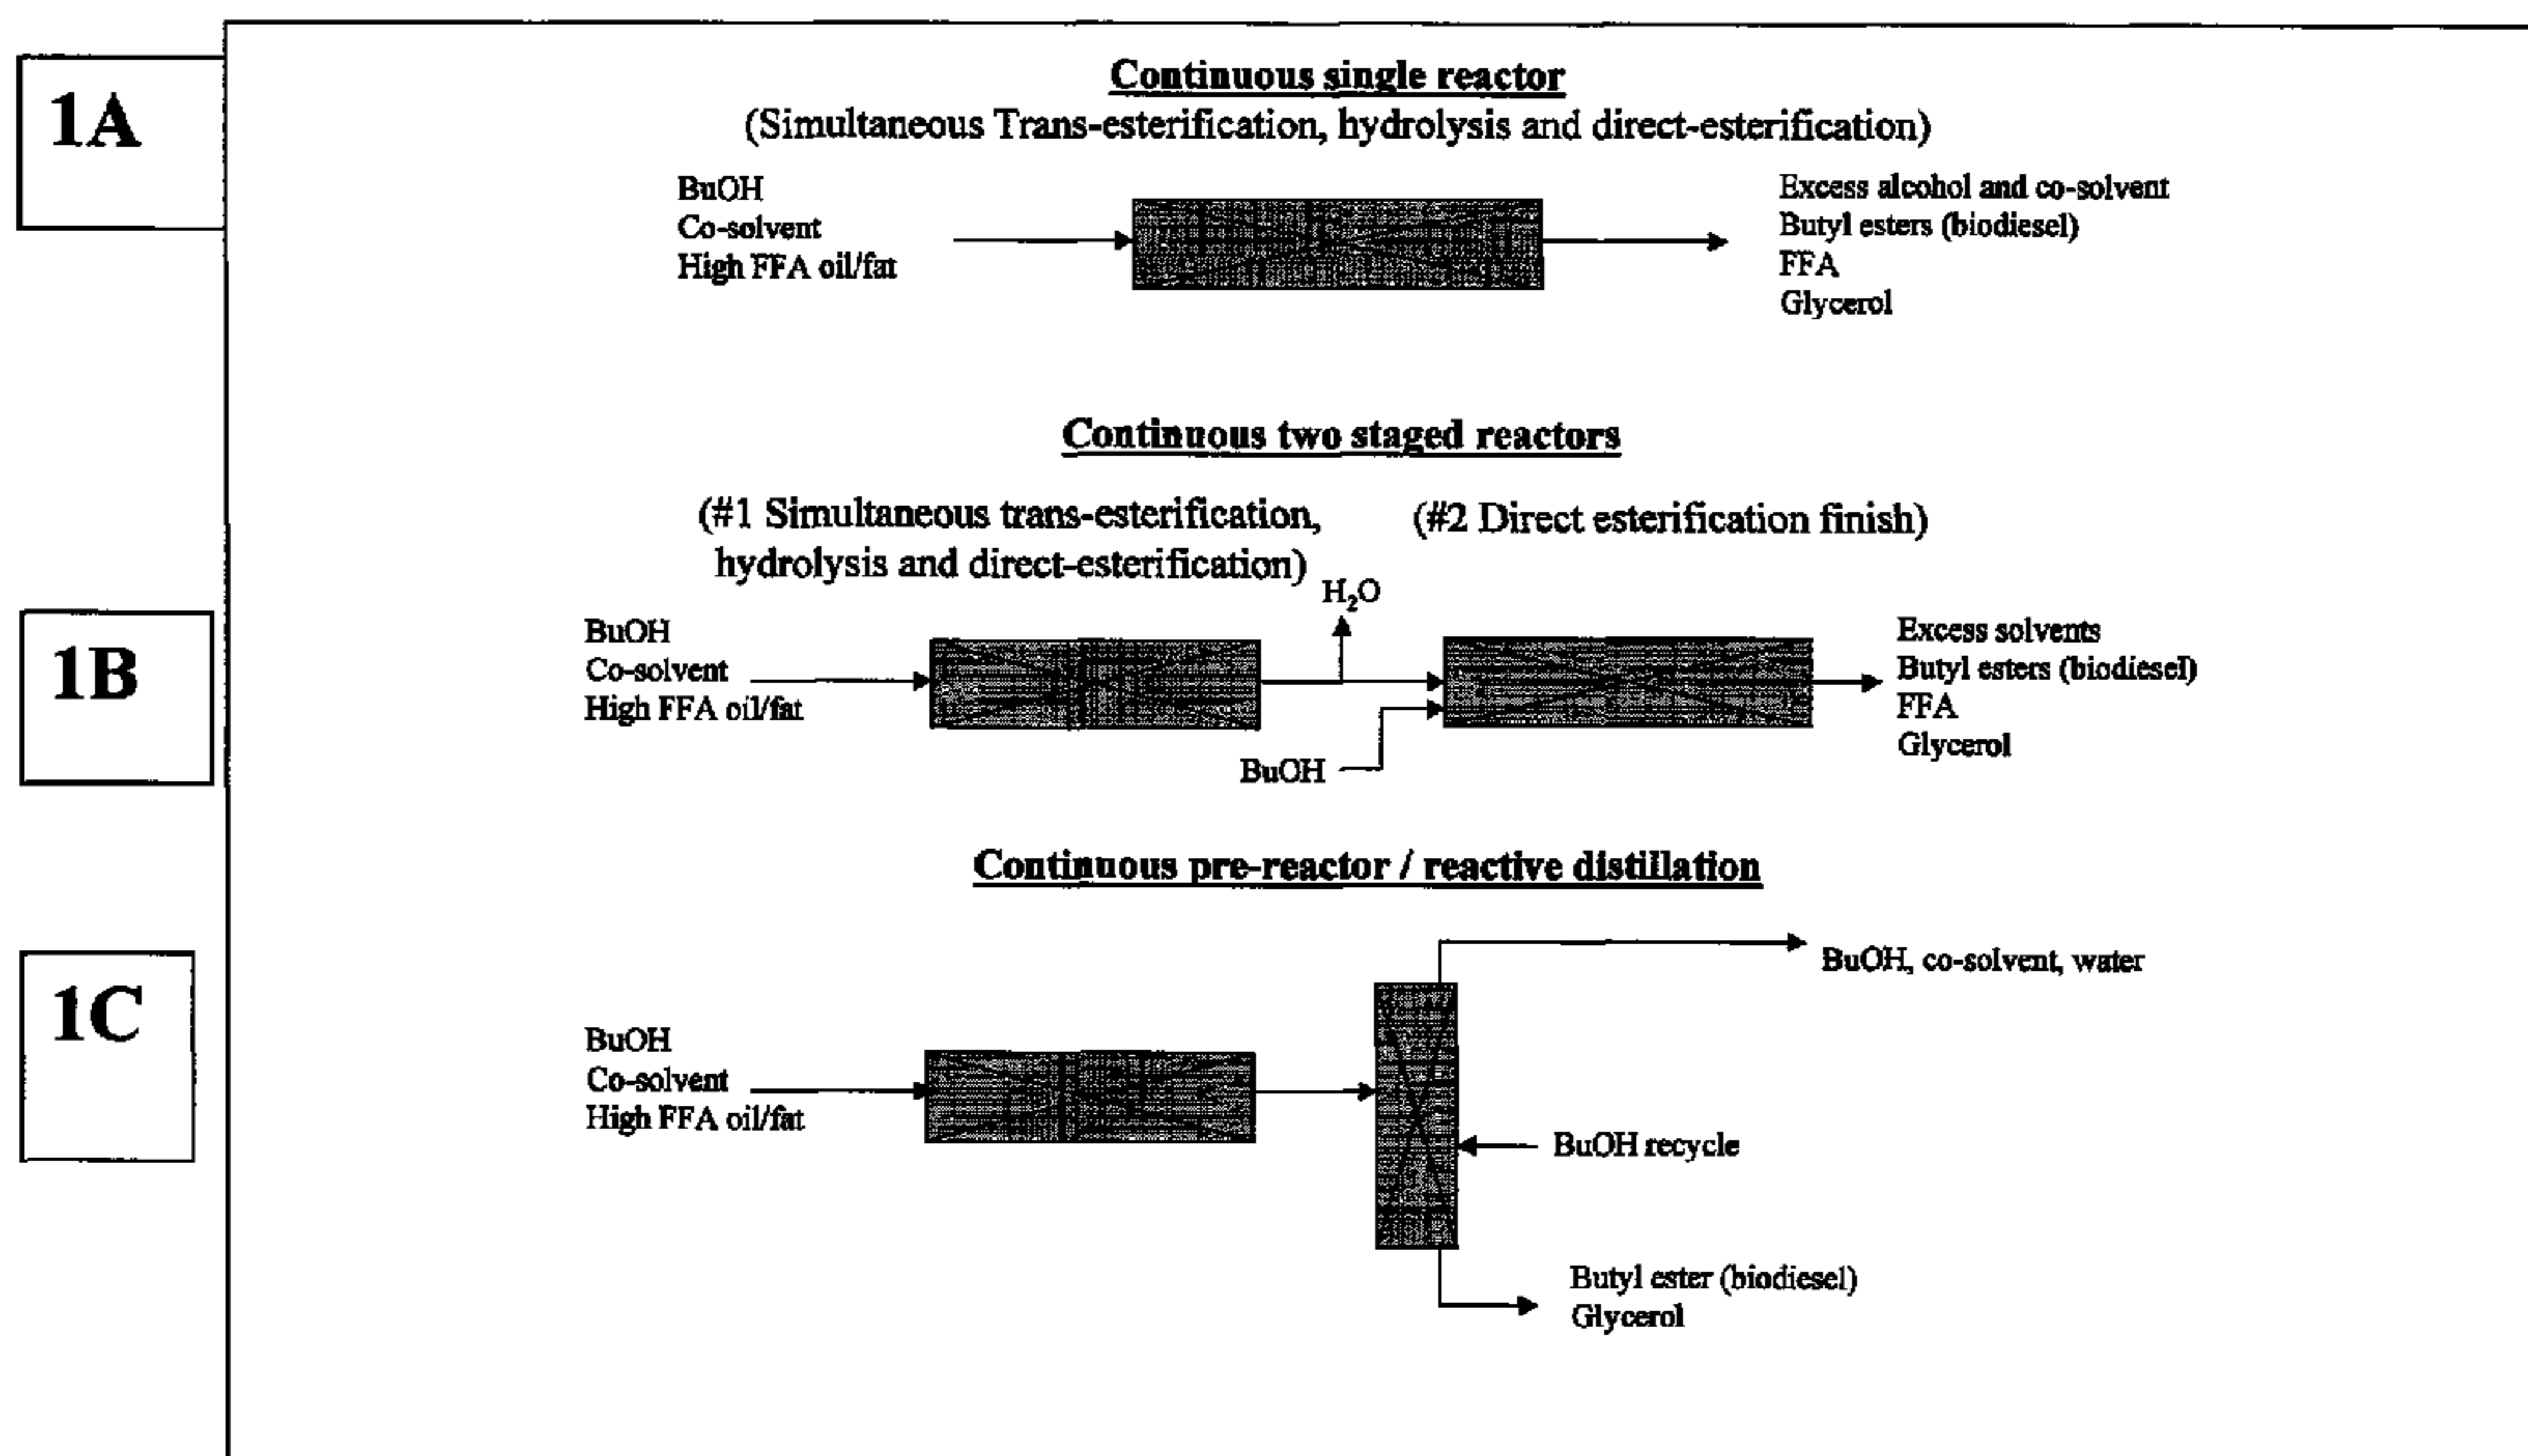 1A
Continuous single reactor
(Simultaneous Trans-esterification, hydrolysis and direct-esterification)
BuOH
Co-solvent
High FFA oil/fat
Excess alcohol and co-solvent
Butyl esters (biodiesel)
FFA
Glycerol
Continuous two staged reactors
(#1 Simultaneous trans-esterification,
hydrolysis and direct-esterification)
(#2 Direct esterification finish)
1B
BuOH
Co-solvent
High FFA oil/fat
H₂O
BuOH
Excess solvents
Butyl esters (biodiesel)
FFA
Glycerol
Continuous pre-reactor / reactive distillation
1C
BuOH
Co-solvent
High FFA oil/fat
BuOH, co-solvent, water
BuOH recycle
Butyl ester (biodiesel)
Glycerol